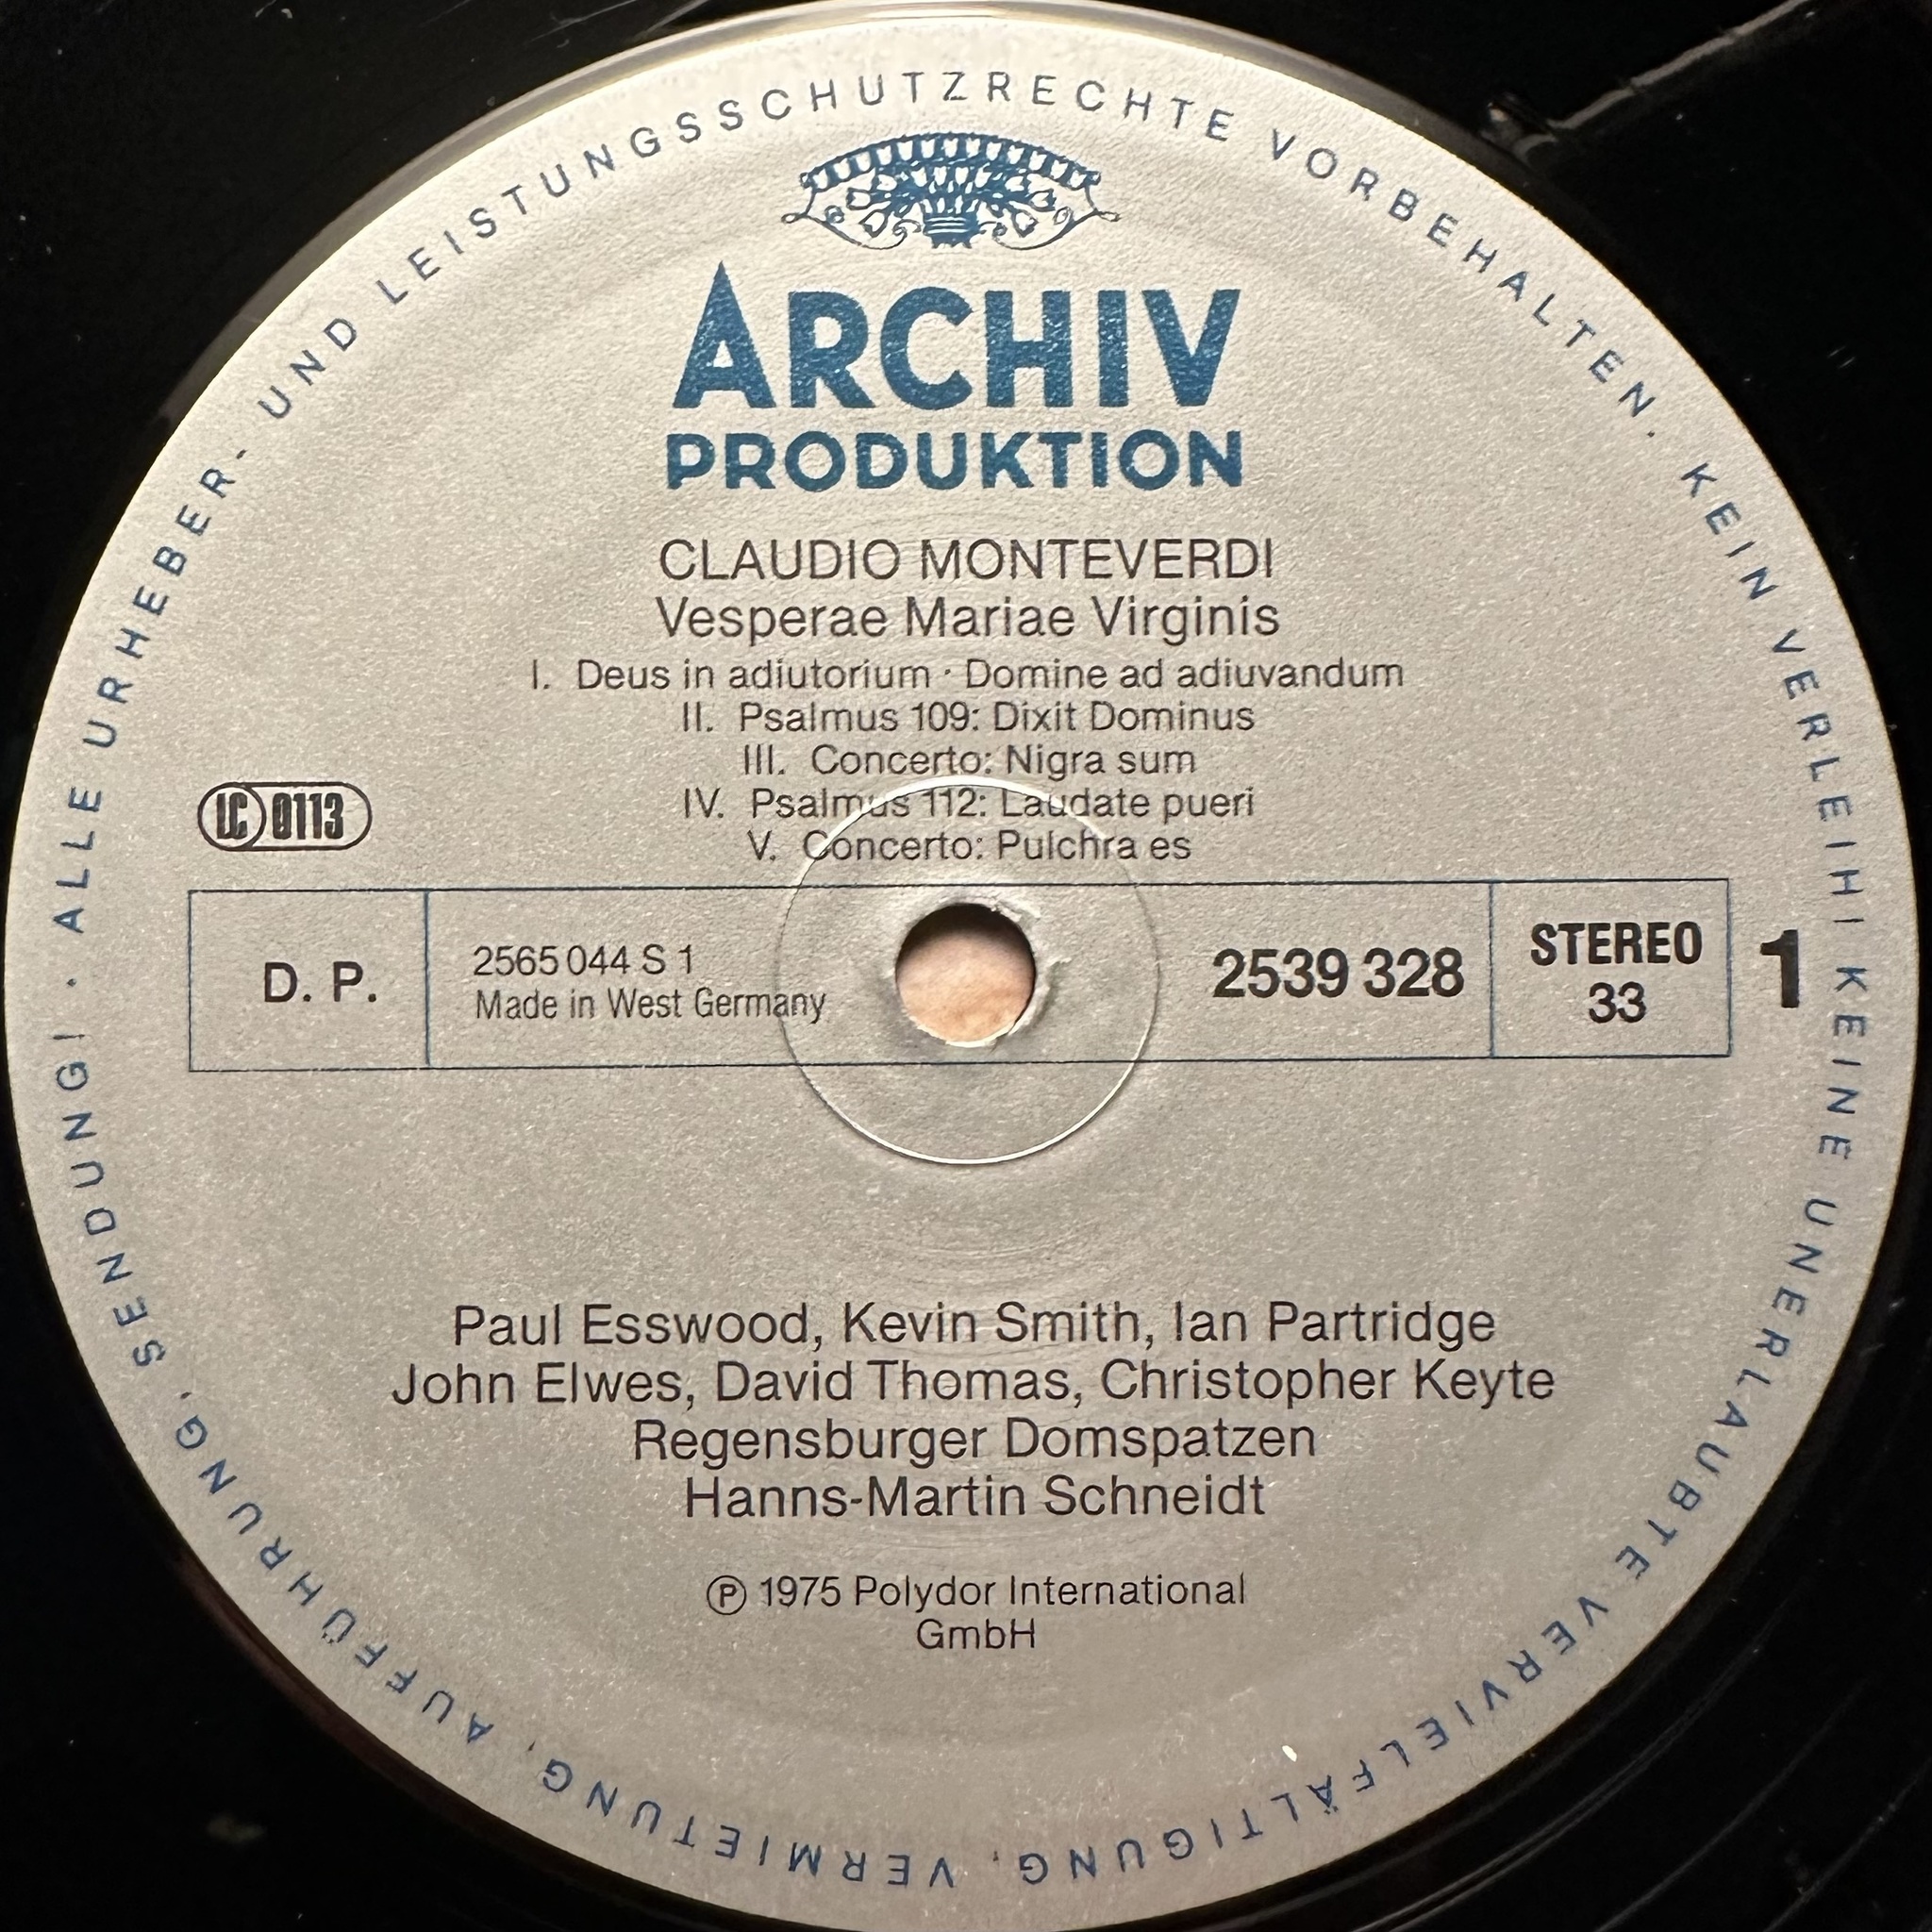 ALLE URHEBER- UND LEISTUNGSSCHUTZRECHTE VORBEHALTEN. KEIN VERLEIH! KEINE UNERLAUBTE VERVIELFÄLTIGUNG, VERMIETUNG, AUFFÜHRUNG, SENDUNG! ·
ARCHIV
PRODUKTION
CLAUDIO MONTEVERDI
Vesperae Mariae Virginis
I. Deus in adiutorium · Domine ad adiuvandum
II. Psalmus 109: Dixit Dominus
III. Concerto: Nigra sum
IV. Psalmus 112: Laudate pueri
V. Concerto: Pulchra es
LC 0113
D. P.
2565 044 S 1
Made in West Germany
2539 328
STEREO
33
1
Paul Esswood, Kevin Smith, Ian Partridge
John Elwes, David Thomas, Christopher Keyte
Regensburger Domspatzen
Hanns-Martin Schneidt
℗ 1975 Polydor International
GmbH